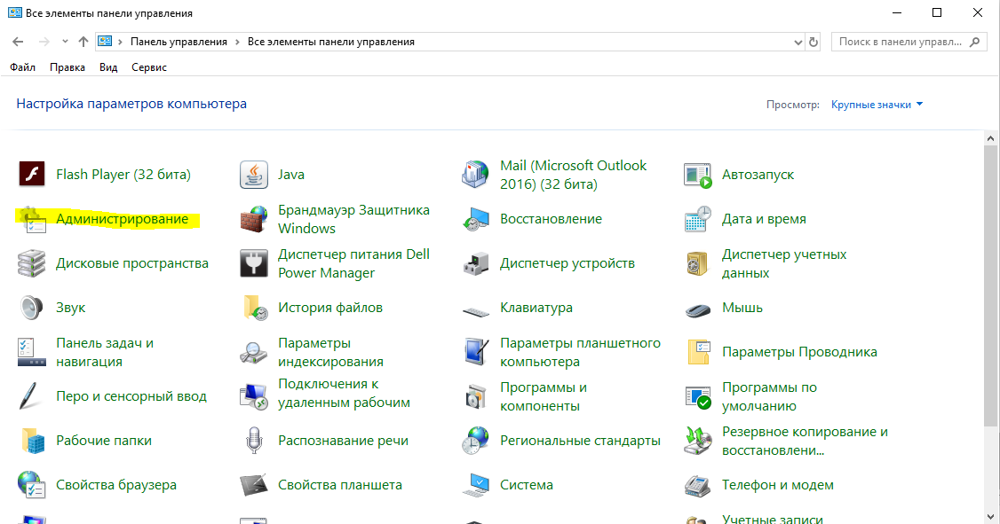 Все элементы панели управления
Панель управления › Все элементы панели управления
Поиск в панели управл...
Файл Правка Вид Сервис
Настройка параметров компьютера
Просмотр: Крупные значки
Flash Player (32 бита)
Java
Mail (Microsoft Outlook
2016) (32 бита)
Автозапуск
Администрирование
Брандмауэр Защитника
Windows
Восстановление
Дата и время
Дисковые пространства
Диспетчер питания Dell
Power Manager
Диспетчер устройств
Диспетчер учетных
данных
Звук
История файлов
Клавиатура
Мышь
Панель задач и
навигация
Параметры
индексирования
Параметры планшетного
компьютера
Параметры Проводника
Перо и сенсорный ввод
Подключения к
удаленным рабочим
Программы и
компоненты
Программы по
умолчанию
Рабочие папки
Распознавание речи
Региональные стандарты
Резервное копирование и
восстановлени...
Свойства браузера
Свойства планшета
Система
Телефон и модем
Учетные записи